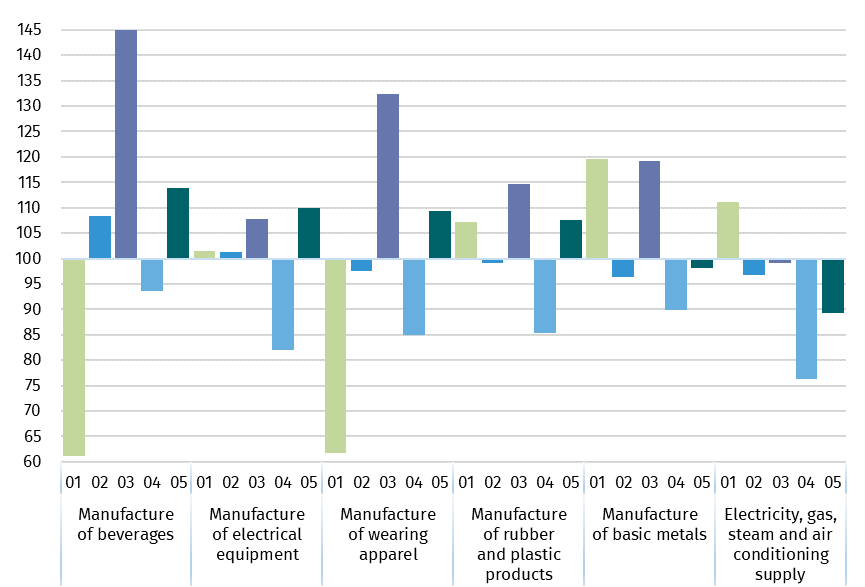 145
140
135
130
125
120
115
110
105
100
95
90
85
80
75
70
65
60
01 02 03 04 05 01 02 03 04 05 01 02 03 04 05 01 02 03 04 05 01 02 03 04 05 01 02 03 04 05
Manufacture
of beverages
Manufacture
of electrical
equipment
Manufacture
of wearing
apparel
Manufacture
of rubber
and plastic
products
Manufacture
of basic metals
Electricity, gas,
steam and air
conditioning
supply